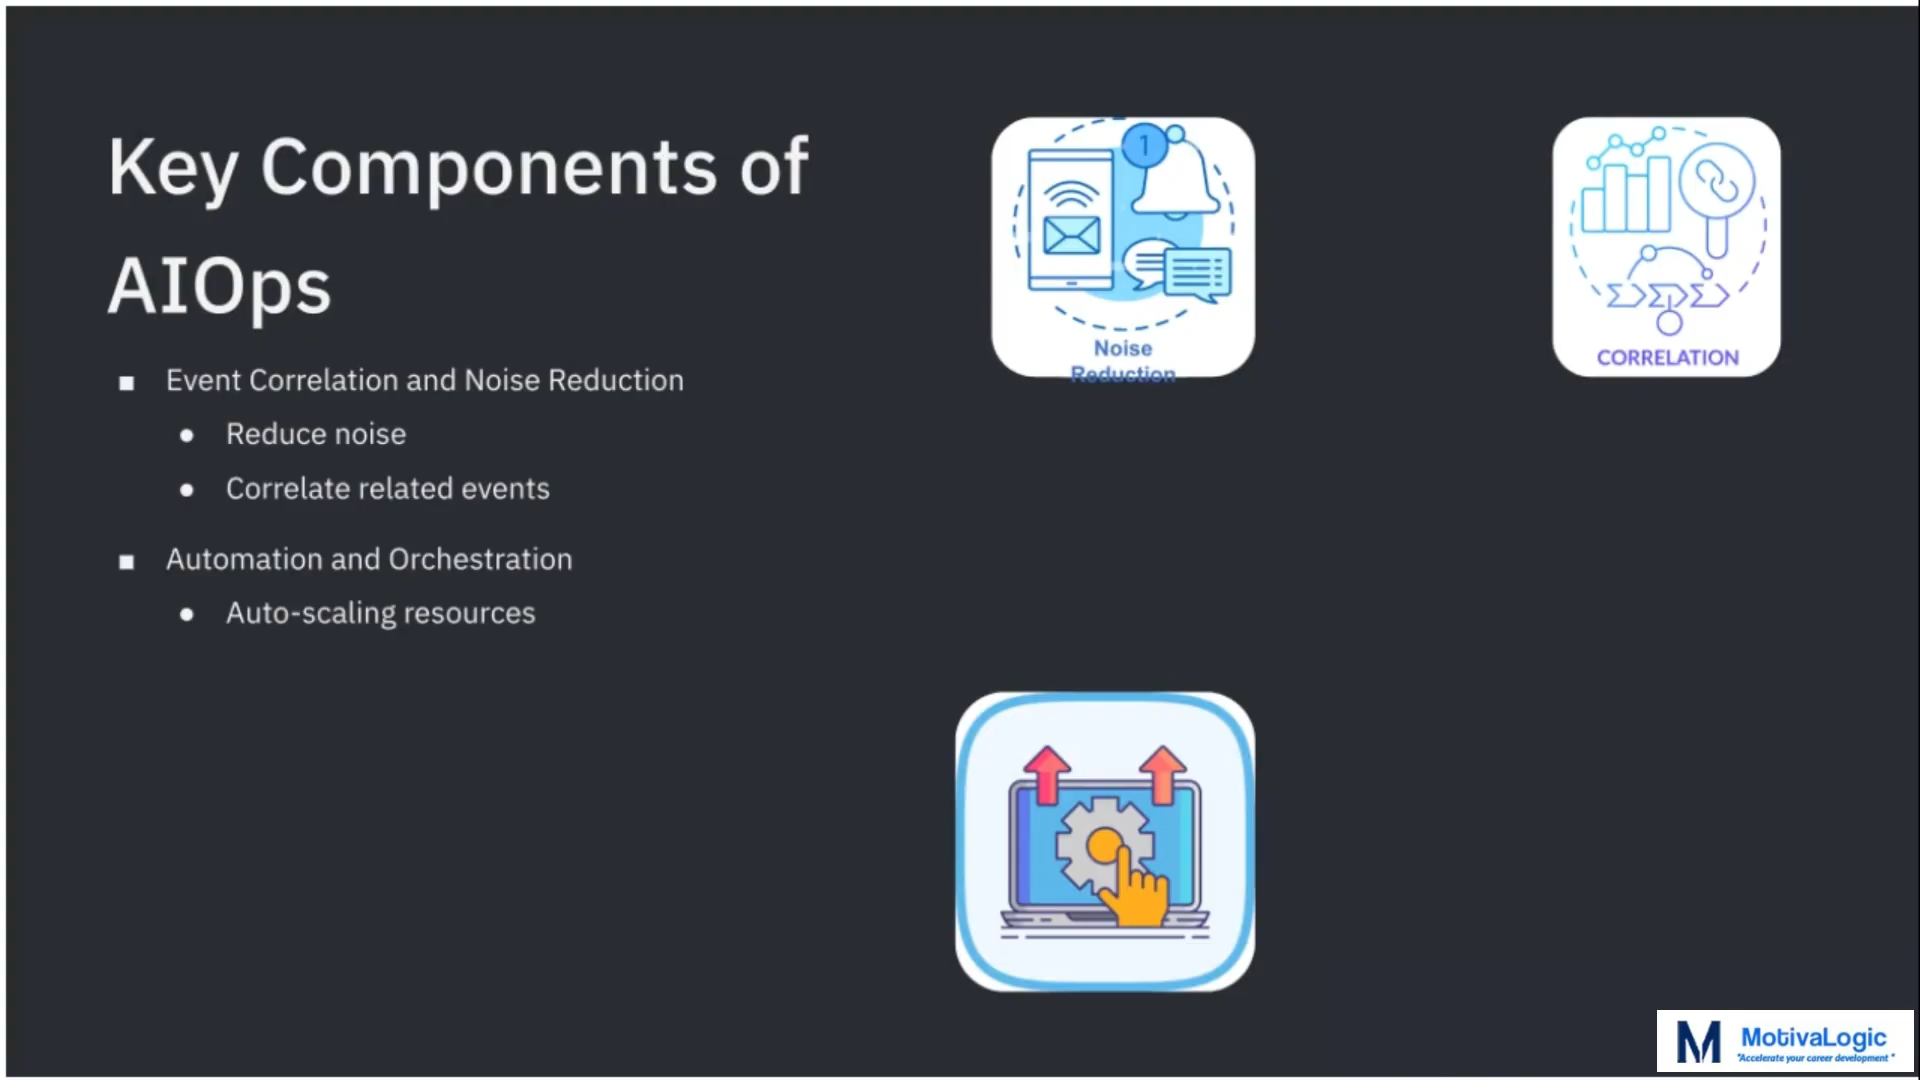 Key Components of
AIOps
■ Event Correlation and Noise Reduction
● Reduce noise
● Correlate related events
■ Automation and Orchestration
● Auto-scaling resources
1
Noise
Reduction
CORRELATION
M MotivaLogic
"Accelerate your career development"